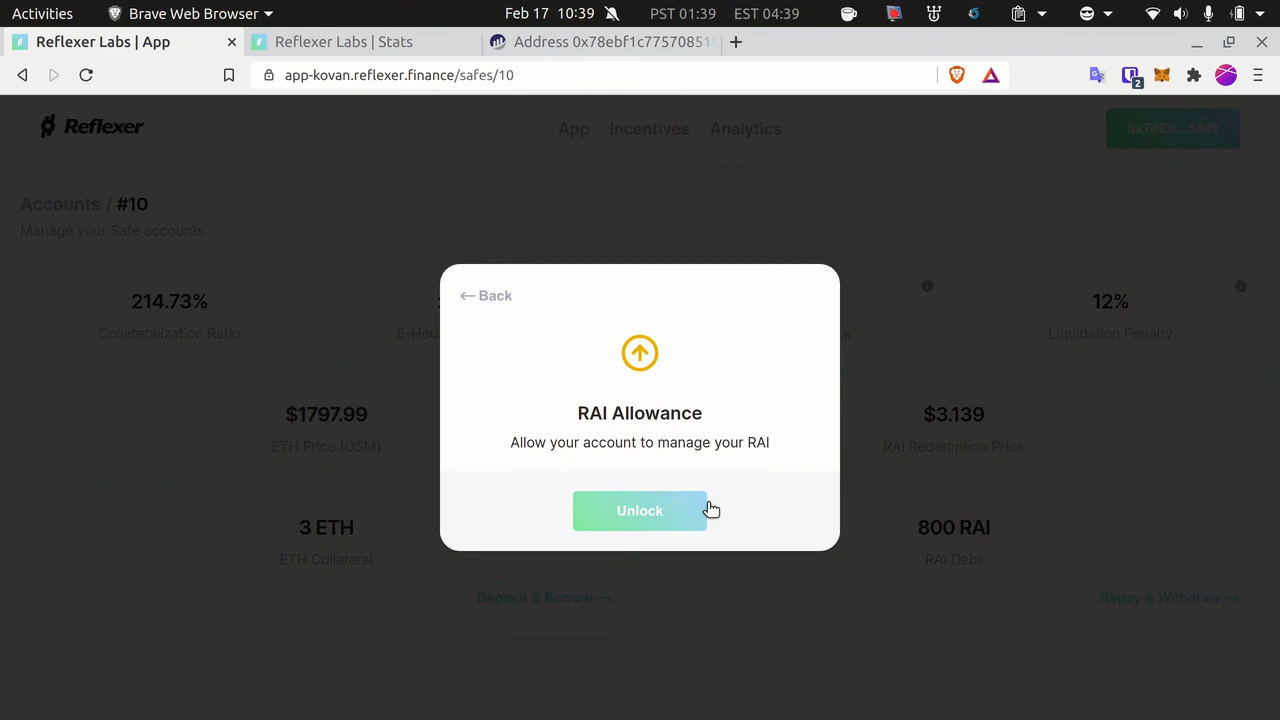 Activities Brave Web Browser Feb 17 10:39 PST 01:39 EST 04:39
Reflexer Labs | App Reflexer Labs | Stats Address 0x78ebf1c77570851
app-kovan.reflexer.finance/safes/10 2
Reflexer App Incentives Analytics 0x78Eb...5Af8
Accounts / #10
Manage your Safe accounts
214.73% 12%
Collateralization Ratio 8-Hou Liquidation Penalty
← Back
RAI Allowance
Allow your account to manage your RAI
Unlock
$1797.99 $3.139
ETH Price (OSM) RAI Redemption Price
3 ETH 800 RAI
ETH Collateral RAI Debt
Deposit & Borrow → Repay & Withdraw →